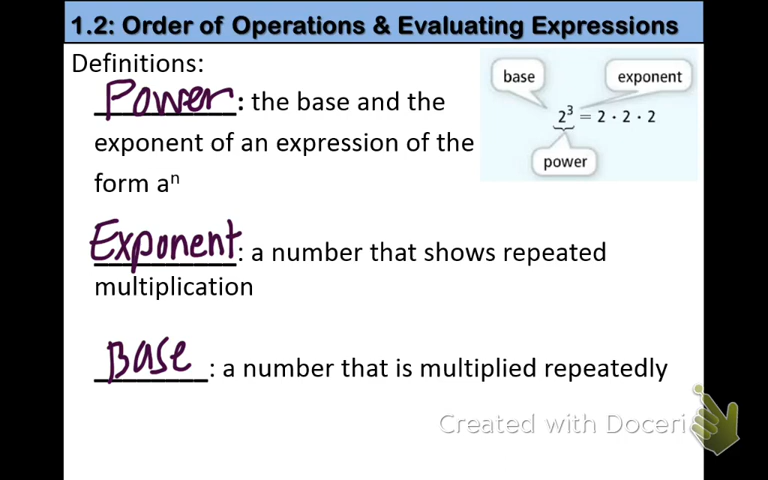 1.2: Order of Operations & Evaluating Expressions
Definitions:
Power: the base and the
exponent of an expression of the
form aⁿ
base
exponent
2³ = 2 · 2 · 2
power
Exponent: a number that shows repeated
multiplication
Base: a number that is multiplied repeatedly
Created with Doceri